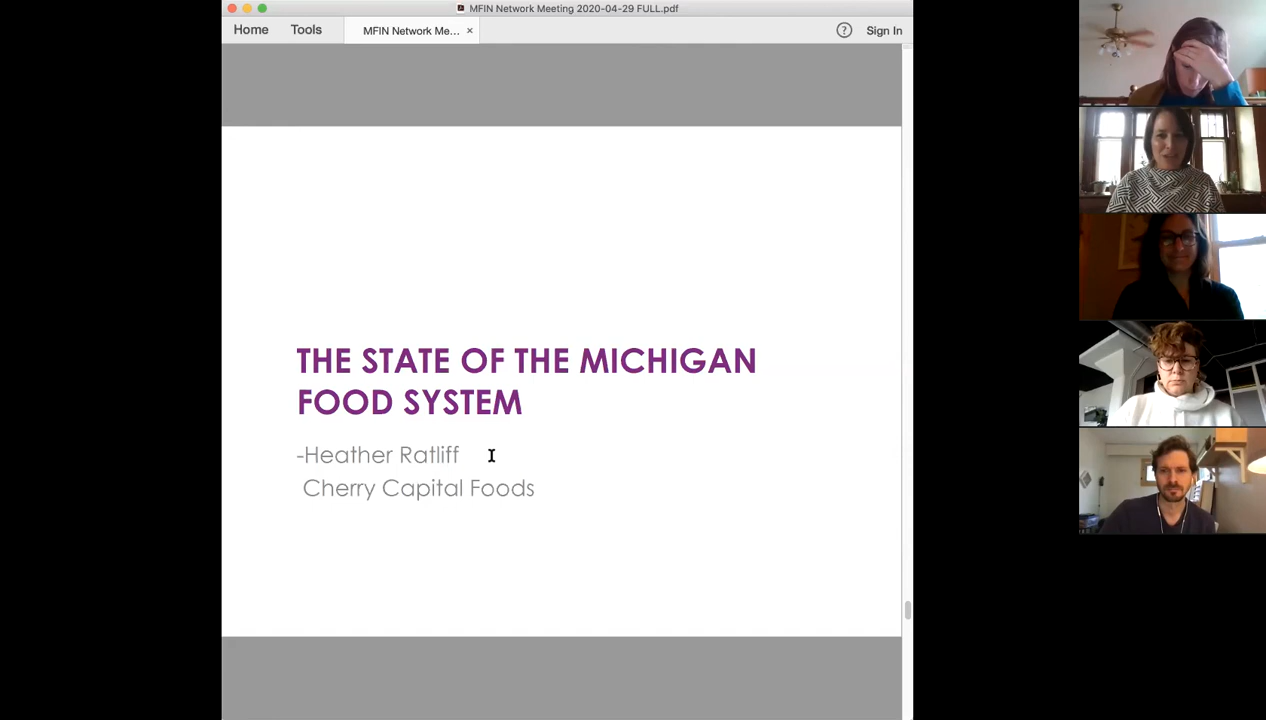 MFIN Network Meeting 2020-04-29 FULL.pdf
Home
Tools
MFIN Network Me... ×
?
Sign In
THE STATE OF THE MICHIGAN
FOOD SYSTEM
-Heather Ratliff
Cherry Capital Foods